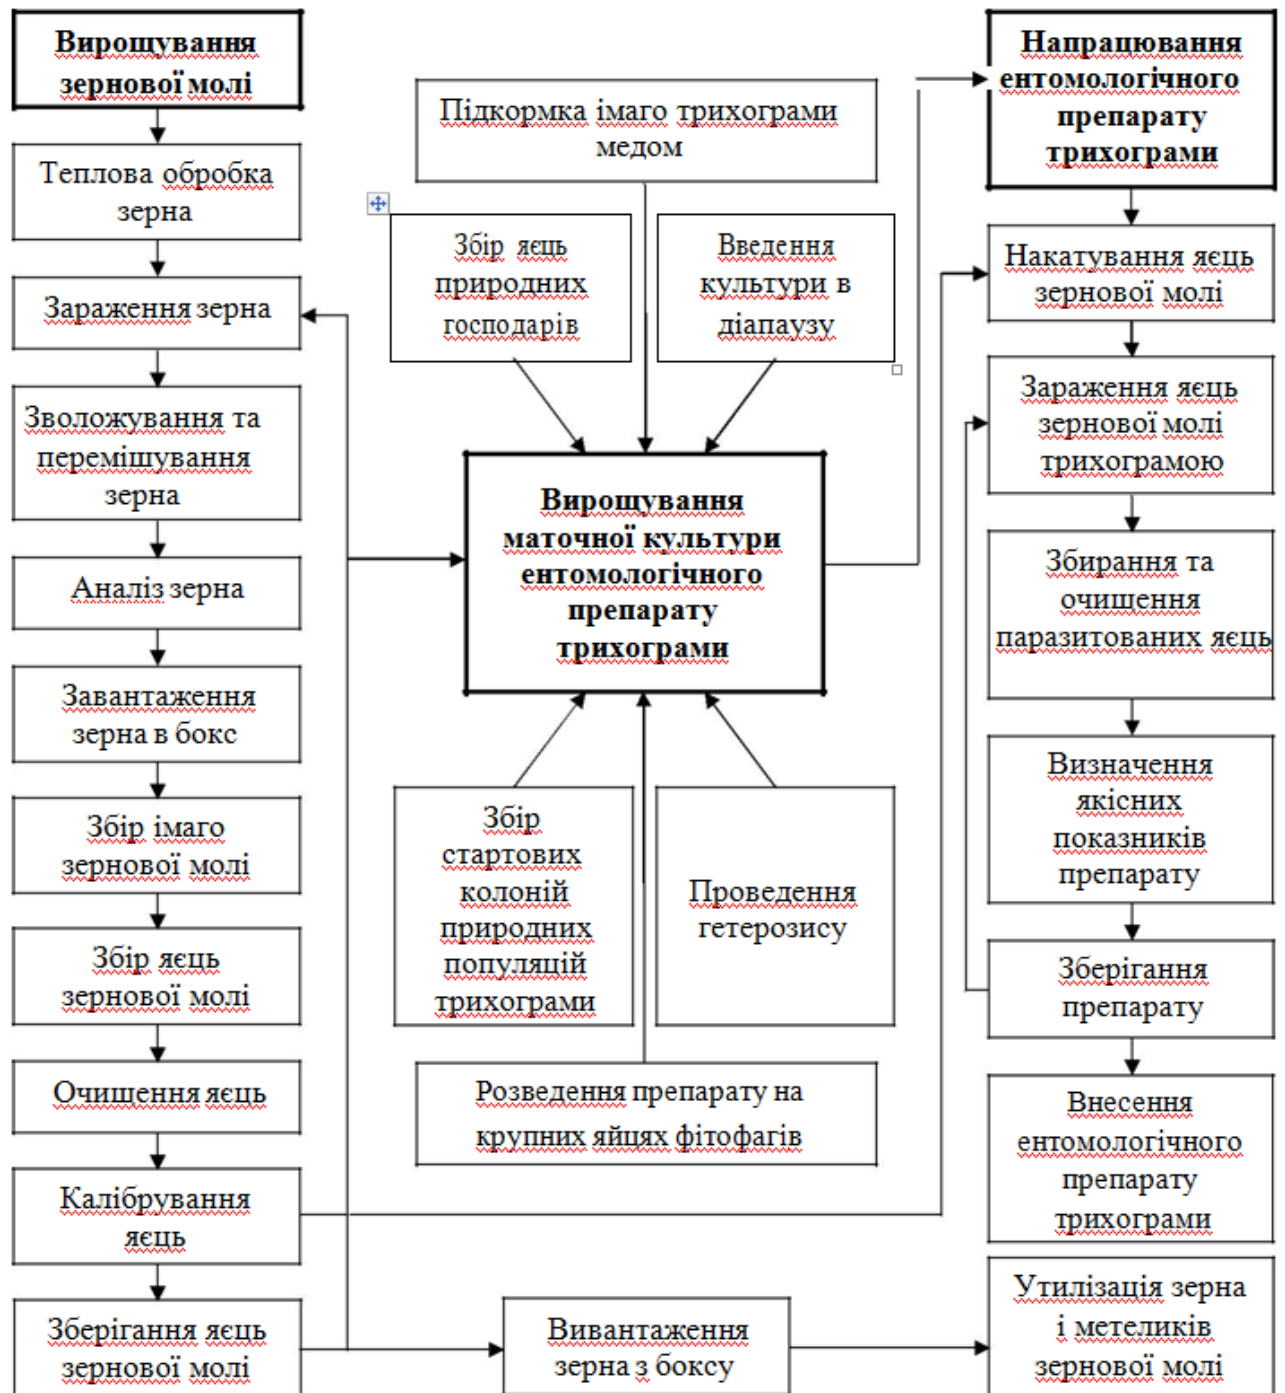 Вирощування
зернової молі
Теплова обробка
зерна
Зараження зерна
Зволожування та
перемішування
зерна
Аналіз зерна
Завантаження
зерна в бокс
Збір імаго
зернової молі
Збір яєць
зернової молі
Очищення яєць
Калібрування
яєць
Зберігання яєць
зернової молі
Підкормка імаго трихограми
медом
Збір яєць
природних
господарів
Введення
культури в
діапаузу
Вирощування
маточної культури
ентомологічного
препарату
трихограми
Збір
стартових
колоній
природних
популяцій
трихограми
Проведення
гетерозису
Розведення препарату на
крупних яйцях фітофагів
Вивантаження
зерна з боксу
Напрацювання
ентомологічного
препарату
трихограми
Накатування яєць
зернової молі
Зараження яєць
зернової молі
трихограмою
Збирання та
очищення
паразитованих яєць
Визначення
якісних
показників
препарату
Зберігання
препарату
Внесення
ентомологічного
препарату
трихограми
Утилізація зерна
і метеликів
зернової молі